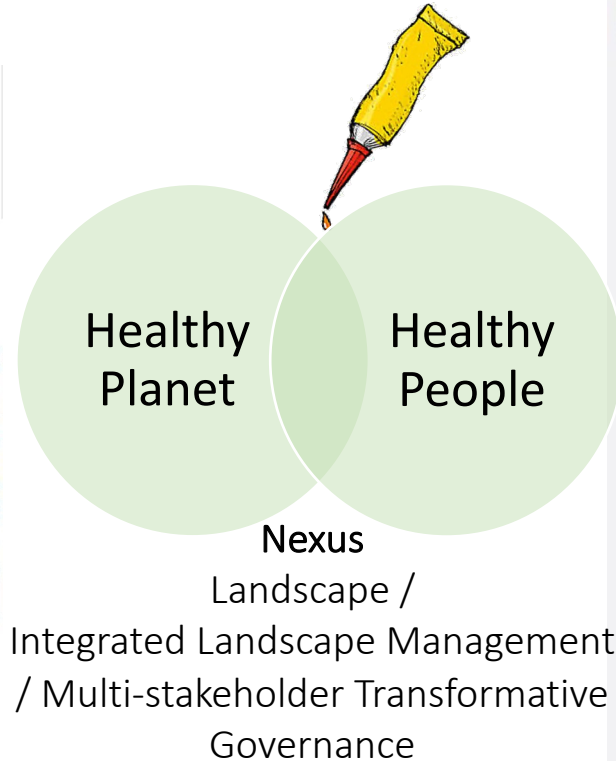 Healthy
Planet
Healthy
People
Nexus
Landscape /
Integrated Landscape Management
/ Multi-stakeholder Transformative
Governance